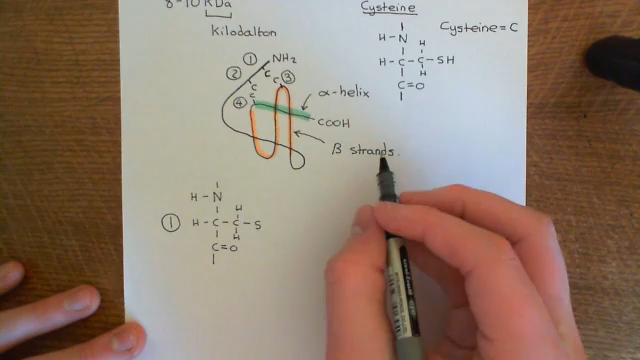 8-10 KDa
kilodalton
① NH2
②
C
C ③
C
C
④
α-helix
COOH
β strands.
Cysteine
H-N H
H-C-C-SH
H
C=O
Cysteine=C
① H-N H
H-C-C-S
H
C=O